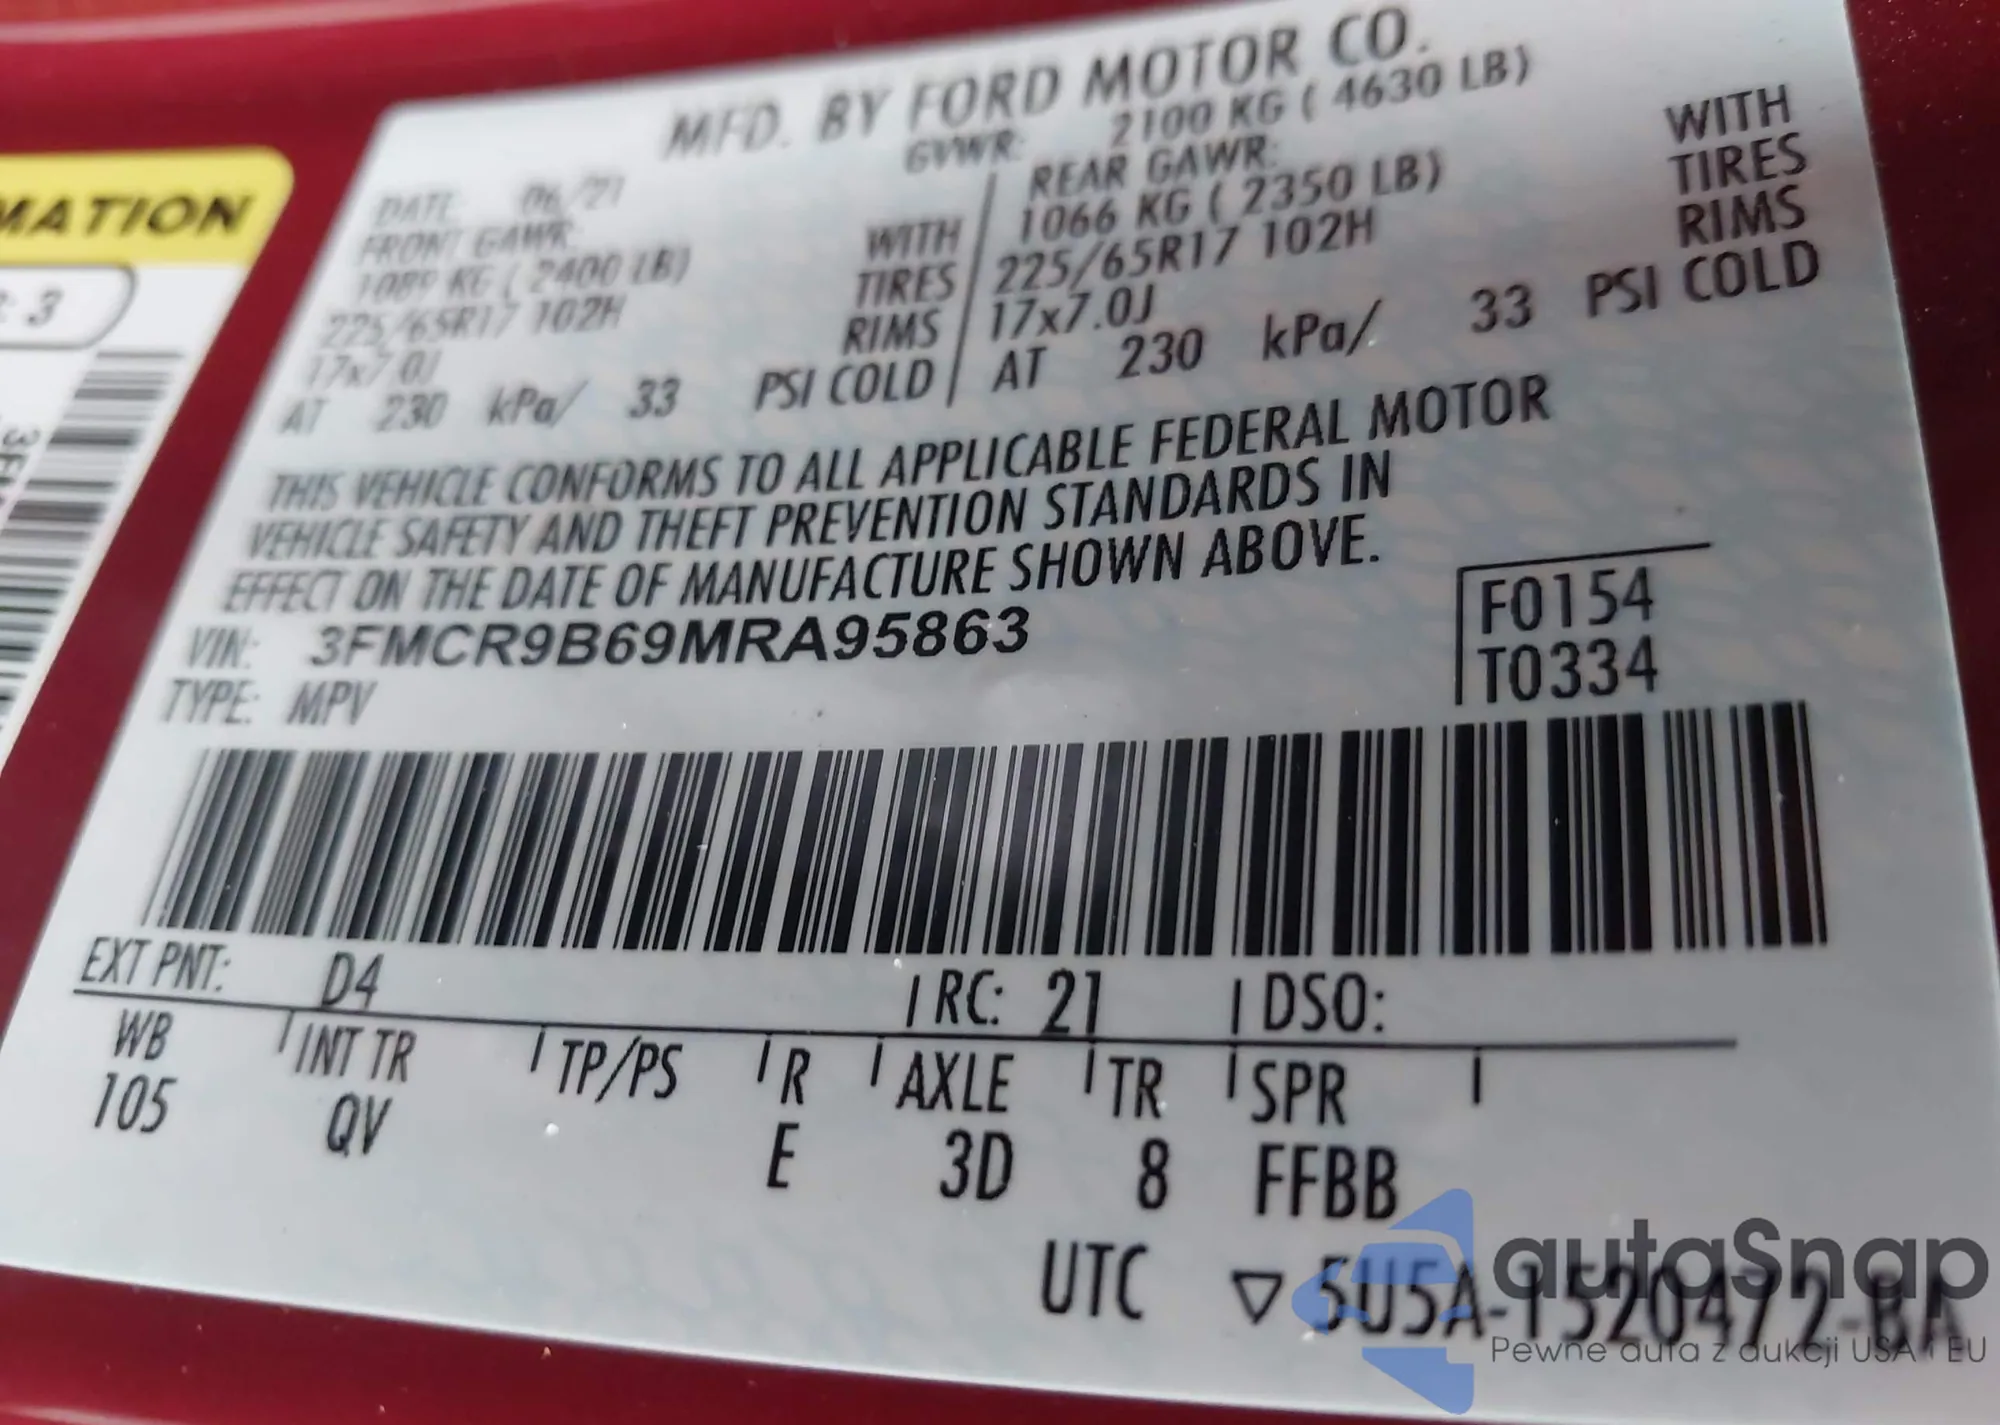 MATION
: 3
MFD. BY FORD MOTOR CO.
DATE: 06/21 GVWR: 2100 KG ( 4630 LB)
FRONT GAWR: REAR GAWR:
1089 KG ( 2400 LB) WITH 1066 KG ( 2350 LB) WITH
225/65R17 102H TIRES 225/65R17 102H TIRES
17x7.0J RIMS 17x7.0J RIMS
AT 230 kPa/ 33 PSI COLD AT 230 kPa/ 33 PSI COLD
THIS VEHICLE CONFORMS TO ALL APPLICABLE FEDERAL MOTOR
VEHICLE SAFETY AND THEFT PREVENTION STANDARDS IN
EFFECT ON THE DATE OF MANUFACTURE SHOWN ABOVE.
VIN: 3FMCR9B69MRA95863 F0154
TYPE: MPV T0334
EXT PNT: D4 RC: 21 DSO:
WB INT TR TP/PS R AXLE TR SPR
105 QV E 3D 8 FFBB
UTC ▽ 5U5A-1520472-BA
autoSnap
Pewne auta z aukcji USA i EU